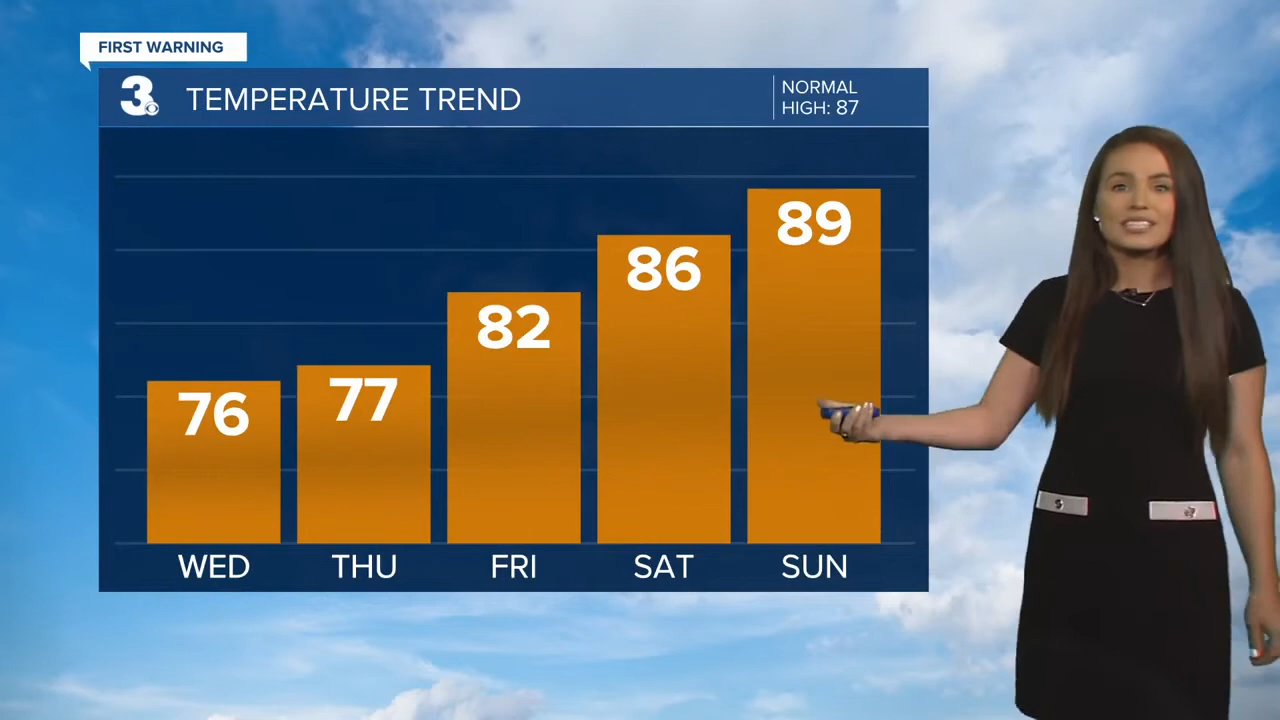 FIRST WARNING
3
TEMPERATURE TREND
NORMAL
HIGH: 87
76
77
82
86
89
WED
THU
FRI
SAT
SUN